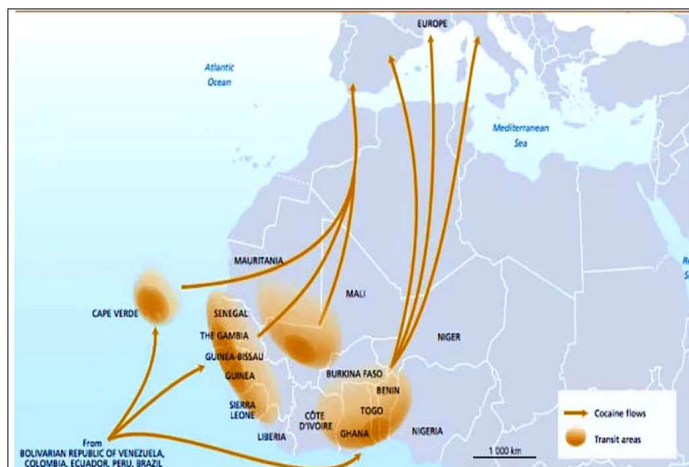 EUROPE
Atlantic
Ocean
Mediterranean
Sea
R
S
MAURITANIA
MALI
CAPE VERDE
SENEGAL
THE GAMBIA
NIGER
GUINEA-BISSAU
GUINEA
BURKINA FASO
BENIN
SIERRA
LEONE
CÔTE
D'IVOIRE
TOGO
GHANA
NIGERIA
LIBERIA
From
BOLIVARIAN REPUBLIC OF VENEZUELA,
COLOMBIA, ECUADOR, PERU, BRAZIL
Cocaine flows
Transit areas
1 000 km